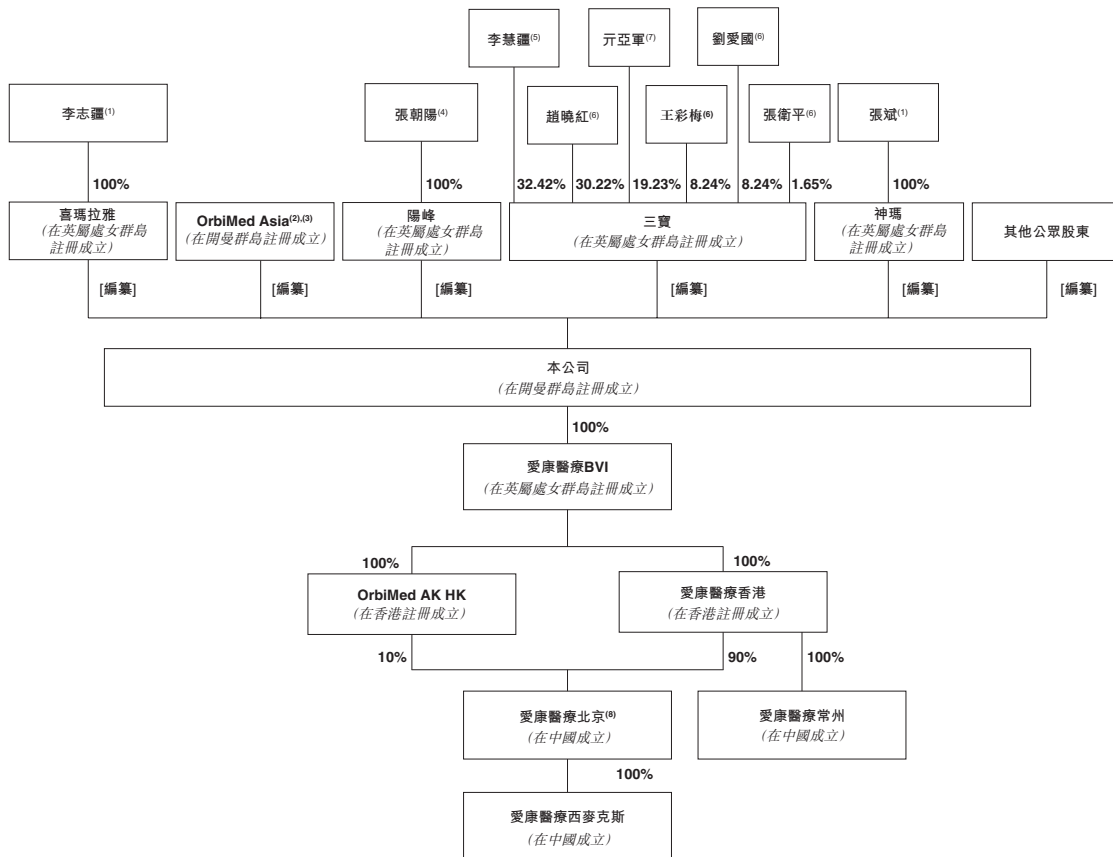 李慧疆(5)
亓亞軍(7)
劉愛國(6)
李志疆(1)
張朝陽(4)
趙曉紅(6)
王彩梅(6)
張衛平(6)
張斌(1)
100%
100%
32.42%
30.22%
19.23%
8.24%
8.24%
1.65%
100%
喜瑪拉雅
(在英屬處女群島
註冊成立)
OrbiMed Asia(2),(3)
(在開曼群島註冊成立)
陽峰
(在英屬處女群島
註冊成立)
三寶
(在英屬處女群島註冊成立)
神瑪
(在英屬處女群島
註冊成立)
其他公眾股東
[編纂]
[編纂]
[編纂]
[編纂]
[編纂]
[編纂]
本公司
(在開曼群島註冊成立)
100%
愛康醫療BVI
(在英屬處女群島註冊成立)
100%
100%
OrbiMed AK HK
(在香港註冊成立)
愛康醫療香港
(在香港註冊成立)
10%
90%
100%
愛康醫療北京(8)
(在中國成立)
愛康醫療常州
(在中國成立)
100%
愛康醫療西麥克斯
(在中國成立)